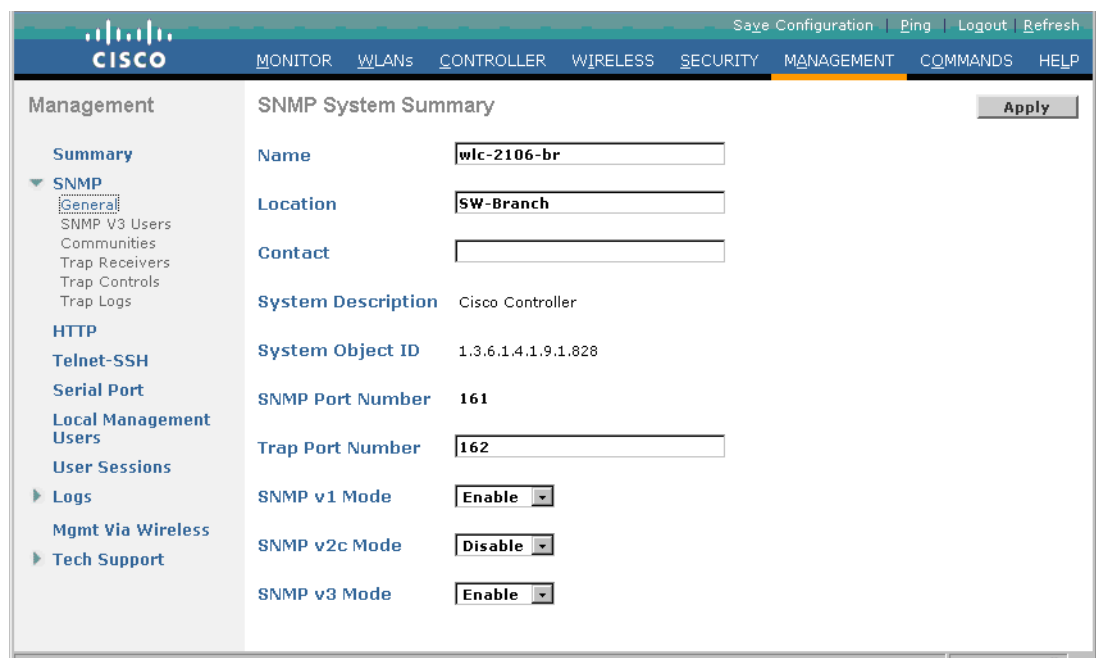 Save Configuration | Ping | Logout | Refresh
CISCO
MONITOR WLANs CONTROLLER WIRELESS SECURITY MANAGEMENT COMMANDS HELP
Management
Summary
SNMP
General
SNMP V3 Users
Communities
Trap Receivers
Trap Controls
Trap Logs
HTTP
Telnet-SSH
Serial Port
Local Management
Users
User Sessions
Logs
Mgmt Via Wireless
Tech Support
SNMP System Summary
Apply
Name wlc-2106-br
Location SW-Branch
Contact
System Description Cisco Controller
System Object ID 1.3.6.1.4.1.9.1.828
SNMP Port Number 161
Trap Port Number 162
SNMP v1 Mode Enable
SNMP v2c Mode Disable
SNMP v3 Mode Enable